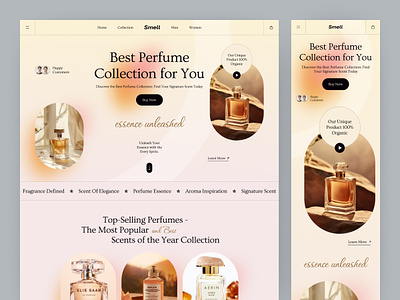 Home Collection Smell Men Women
Best Perfume
Collection for You
Discover the Best Perfume Collection: Find
Your Signature Scent Today
Buy Now
Happy
Customers
Our Unique
Product 100%
Organic
essence unleashed
Unleash Your
Essence with the
Every Spritz.
Learn More
Fragrance Defined ★ Scent Of Elegance ★ Perfume Essence ★ Aroma Inspiration ★ Signature Scent
Top-Selling Perfumes -
The Most Popular and Best
Scents of the Year Collection
ELIE SAAB
AERIN
Smell
Best Perfume
Collection for You
Discover the Best Perfume Collection: Find
Your Signature Scent Today
Buy Now
Happy
Customers
Our Unique
Product 100%
Organic
Learn More
essence unleashed